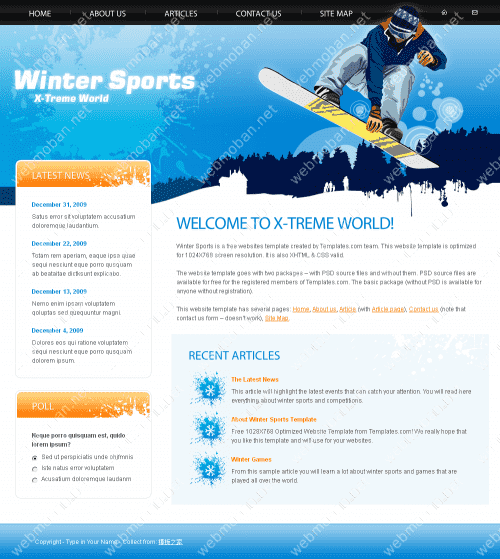 HOME
ABOUT US
ARTICLES
CONTACT US
SITE MAP
Winter Sports
X-Treme World
LATEST NEWS
December 31, 2009
Satus error sit voluptatem accusatium
doloremque laudantium.
December 22, 2009
Totam rem aperiam, eaque ipsa quae
sequi nesciunt eque porro quisquam
ab beatatiae dicitsunt explicabo.
December 13, 2009
Nemo enim ipsam voluptatem
voluptas sed quequuntur magni.
December 4, 2009
Dolores eos qui ratione voluptatem
sequi nesciunt eque porro quisquam
dolorem ipsum.
POLL
Neque porro quisquam est, quido
lorem ipsum?
Sed ut perspiciatis unde omnnis
Iste natus error voluptatem
Acusatium doloremque laudanm
WELCOME TO X-TREME WORLD!
Winter Sports is a free websites template created by Templates.com team. This website template is optimized
for 1024X768 screen resolution. It is also XHTML & CSS valid.
The website template goes with two packages – with PSD source files and without them. PSD source files are
available for free for the registered members of Templates.com. The basic package (without PSD is available for
anyone without registration).
This website template has several pages: Home, About us, Article (with Article page), Contact us (note that
contact us form – doesn't work), Site Map.
RECENT ARTICLES
The Latest News
This article will highlight the latest events that can catch your attention. You will read here
everything about winter sports and competitions.
About Winter Sports Template
Free 1028X768 Optimized Website Template from Templates.com! We really hope that
you like this template and will use for your websites.
Winter Games
From this sample article you will learn a lot about winter sports and games that are
played all over the world.
Copyright - Type in Your Name - Collect from 模板之家
webmoban.net